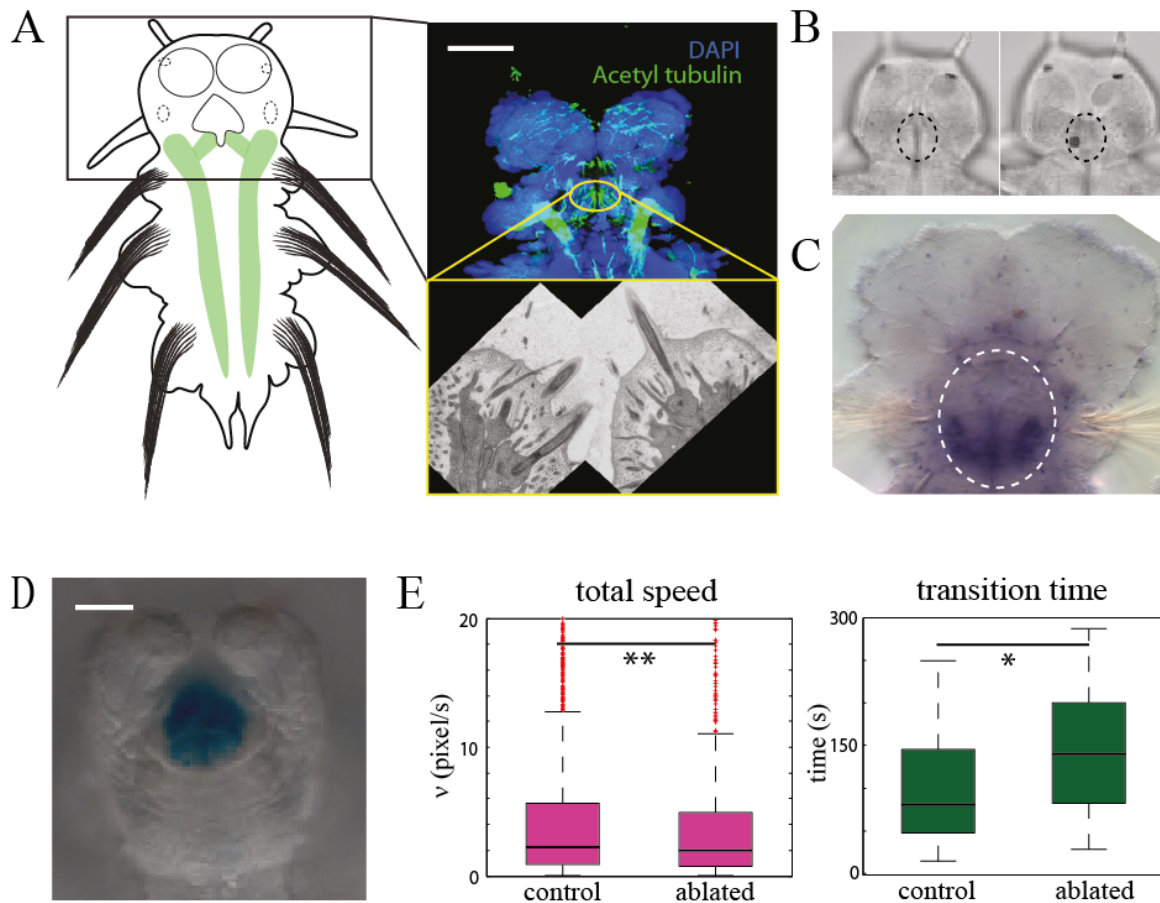 A
DAPI
Acetyl tubulin
B
C
D
E
total speed
20
**
10
ν (pixel/s)
0
control
ablated
transition time
300
*
150
time (s)
0
control
ablated